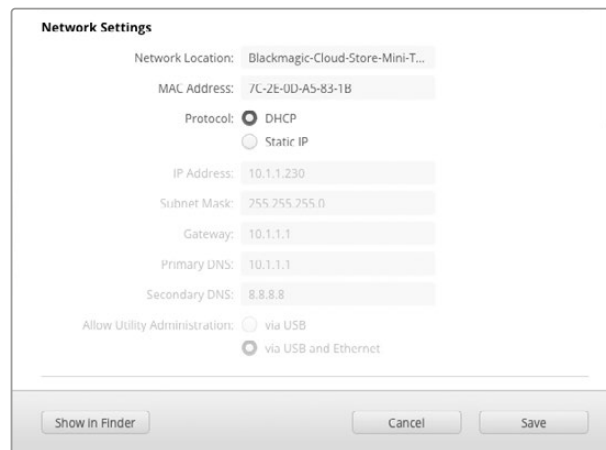 Network Settings
Network Location: Blackmagic-Cloud-Store-Mini-T...
MAC Address: 7C-2E-0D-A5-83-1B
Protocol: DHCP
Static IP
IP Address: 10.1.1.230
Subnet Mask: 255.255.255.0
Gateway: 10.1.1.1
Primary DNS: 10.1.1.1
Secondary DNS: 8.8.8.8
Allow Utility Administration: via USB
via USB and Ethernet
Show in Finder Cancel Save